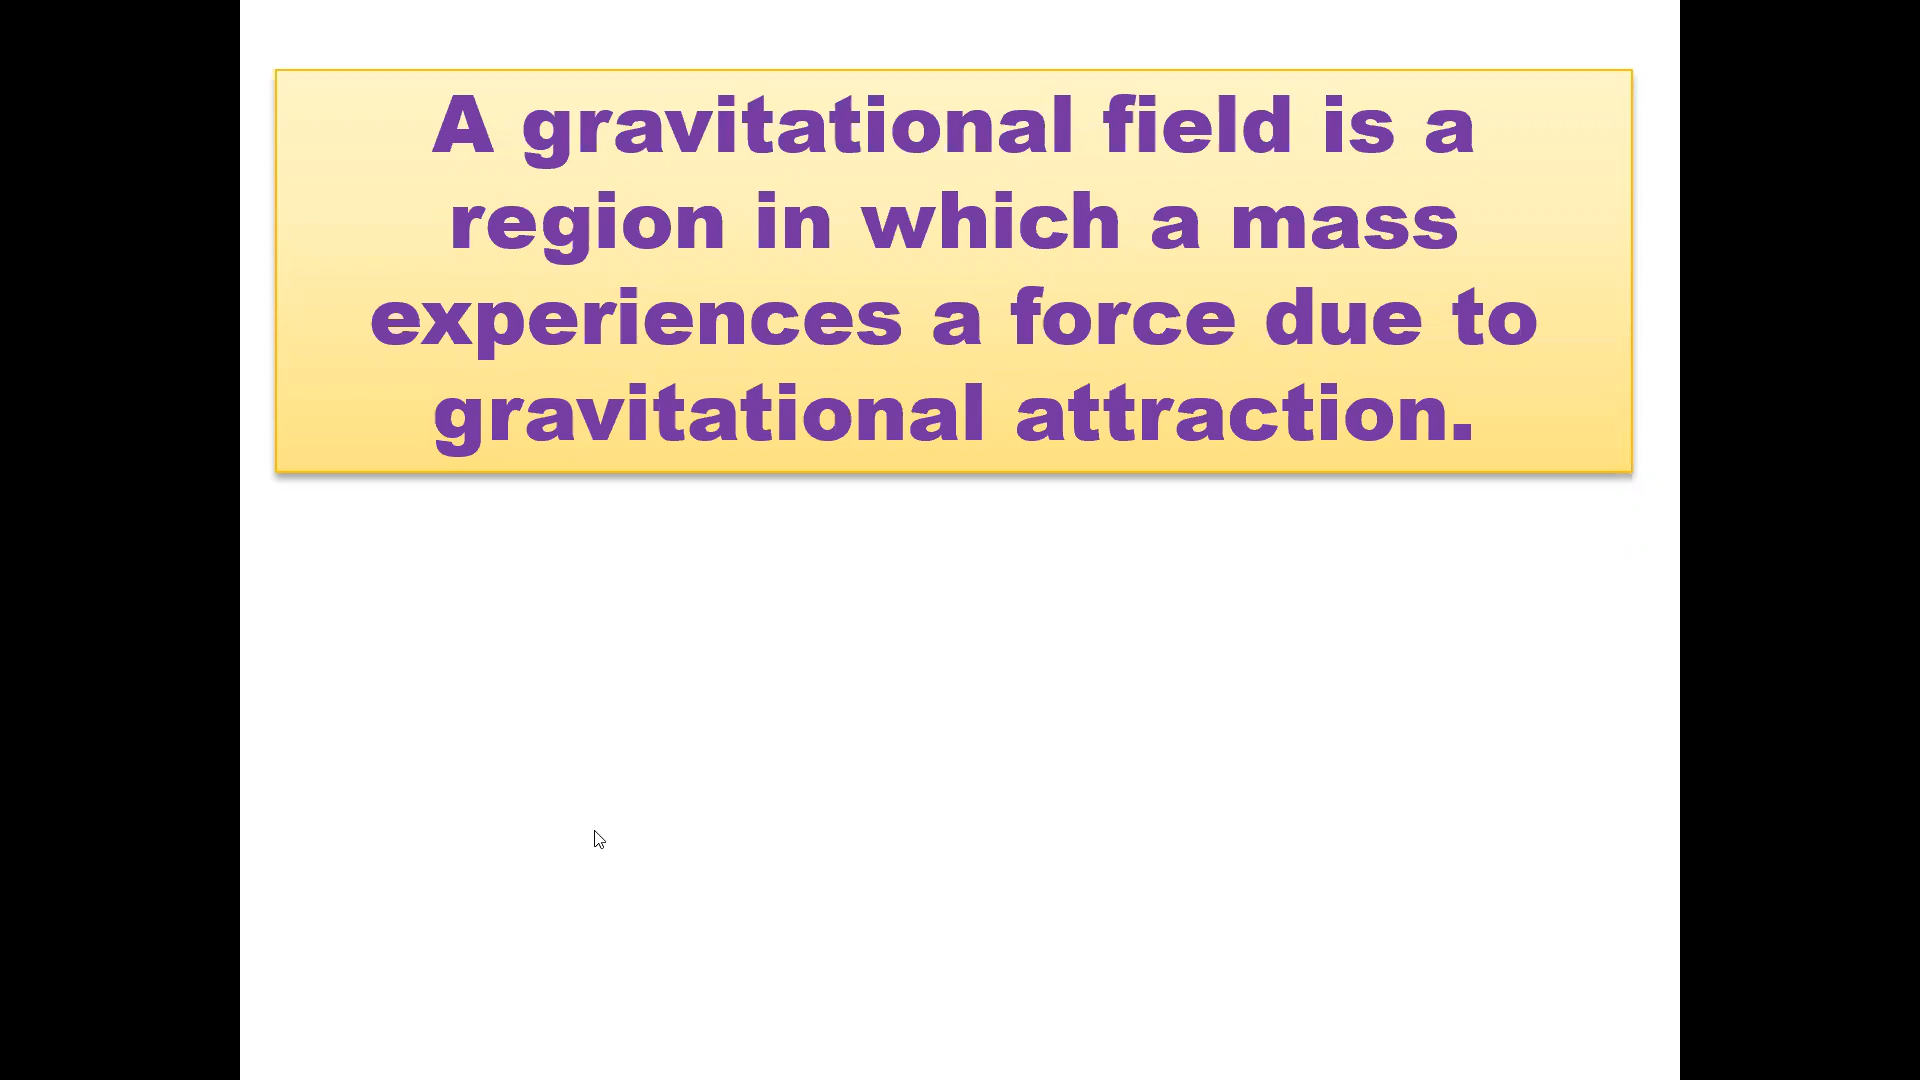 A gravitational field is a
region in which a mass
experiences a force due to
gravitational attraction.